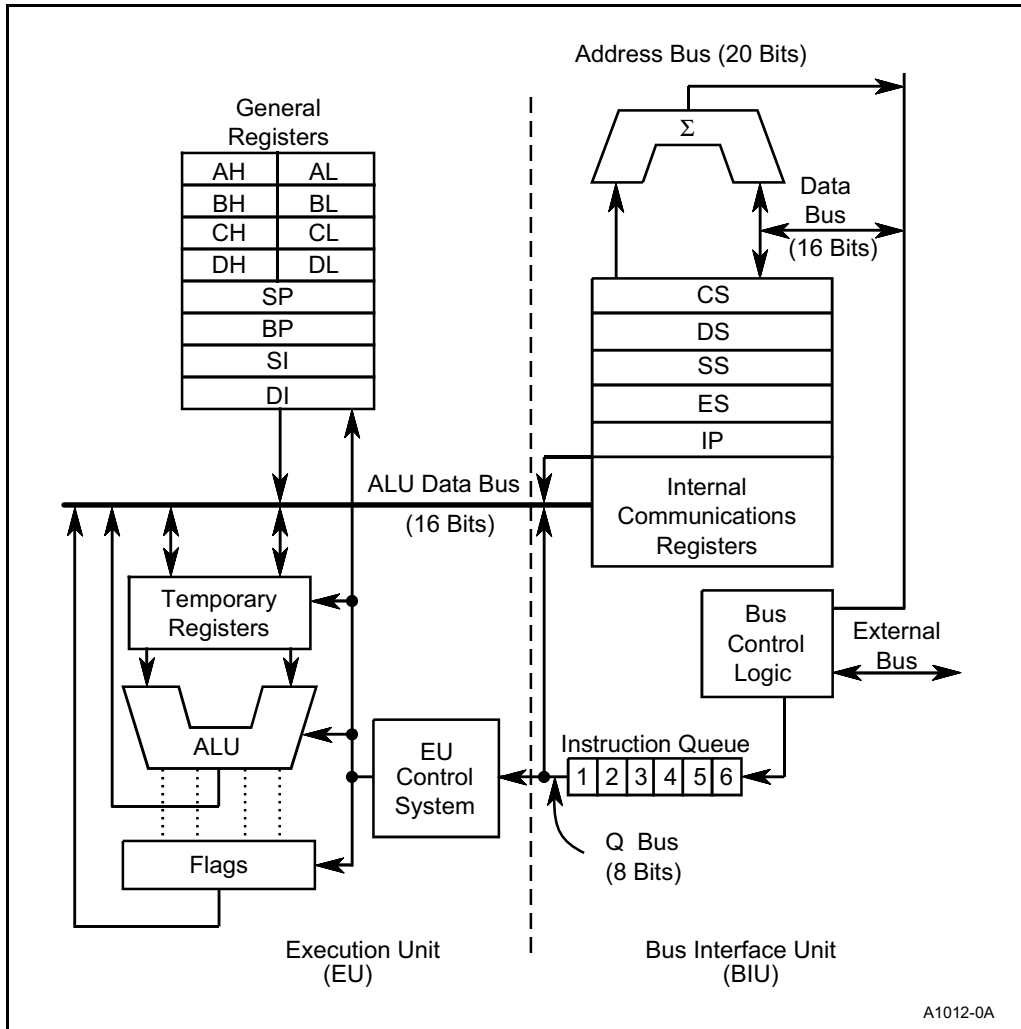 Address Bus (20 Bits)
General
Registers
AH AL
BH BL
CH CL
DH DL
SP
BP
SI
DI
Σ
Data
Bus
(16 Bits)
CS
DS
SS
ES
IP
Internal
Communications
Registers
ALU Data Bus
(16 Bits)
Temporary
Registers
ALU
Flags
EU
Control
System
Bus
Control
Logic
External
Bus
Instruction Queue
1 2 3 4 5 6
Q Bus
(8 Bits)
Execution Unit
(EU)
Bus Interface Unit
(BIU)
A1012-0A